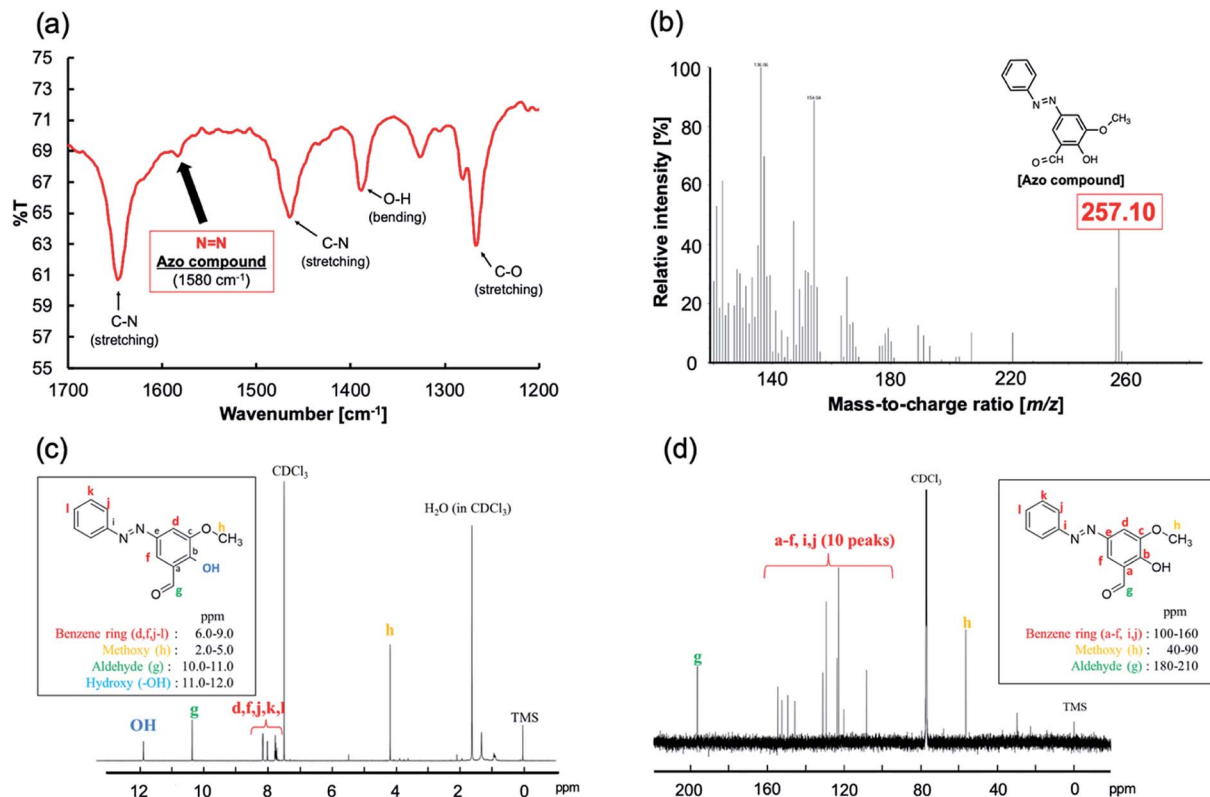 (a)
75
73
71
69
67
65
63
61
59
57
55
%T
1700
1600
1500
1400
1300
1200
Wavenumber [cm-1]
N=N
Azo compound
(1580 cm-1)
C-N
(stretching)
C-N
(stretching)
O-H
(bending)
C-O
(stretching)
(b)
100
80
60
40
20
0
Relative intensity [%]
140
180
220
260
Mass-to-charge ratio [m/z]
N
N
O
CH3
O
OH
[Azo compound]
257.10
(c)
k
l
j
i
N
N
e
d
c
O
h
CH3
f
b
OH
a
O
g
ppm
Benzene ring (d,f,j-l) : 6.0-9.0
Methoxy (h) : 2.0-5.0
Aldehyde (g) : 10.0-11.0
Hydroxy (-OH) : 11.0-12.0
CDCl3
H2O (in CDCl3)
h
OH
g
d,f,j,k,l
TMS
12
10
8
6
4
2
0
ppm
(d)
CDCl3
a-f, i,j (10 peaks)
g
h
TMS
k
l
j
i
N
N
e
d
c
O
h
CH3
f
b
OH
a
O
g
ppm
Benzene ring (a-f, i,j) : 100-160
Methoxy (h) : 40-90
Aldehyde (g) : 180-210
200
160
120
80
40
0
ppm